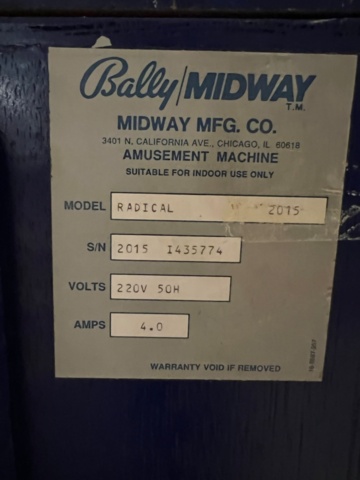 Bally/MIDWAY
T.M.
MIDWAY MFG. CO.
3401 N. CALIFORNIA AVE., CHICAGO, IL 60618
AMUSEMENT MACHINE
SUITABLE FOR INDOOR USE ONLY
MODEL RADICAL 2015
S/N 2015 I435774
VOLTS 220V 50H
AMPS 4.0
WARRANTY VOID IF REMOVED